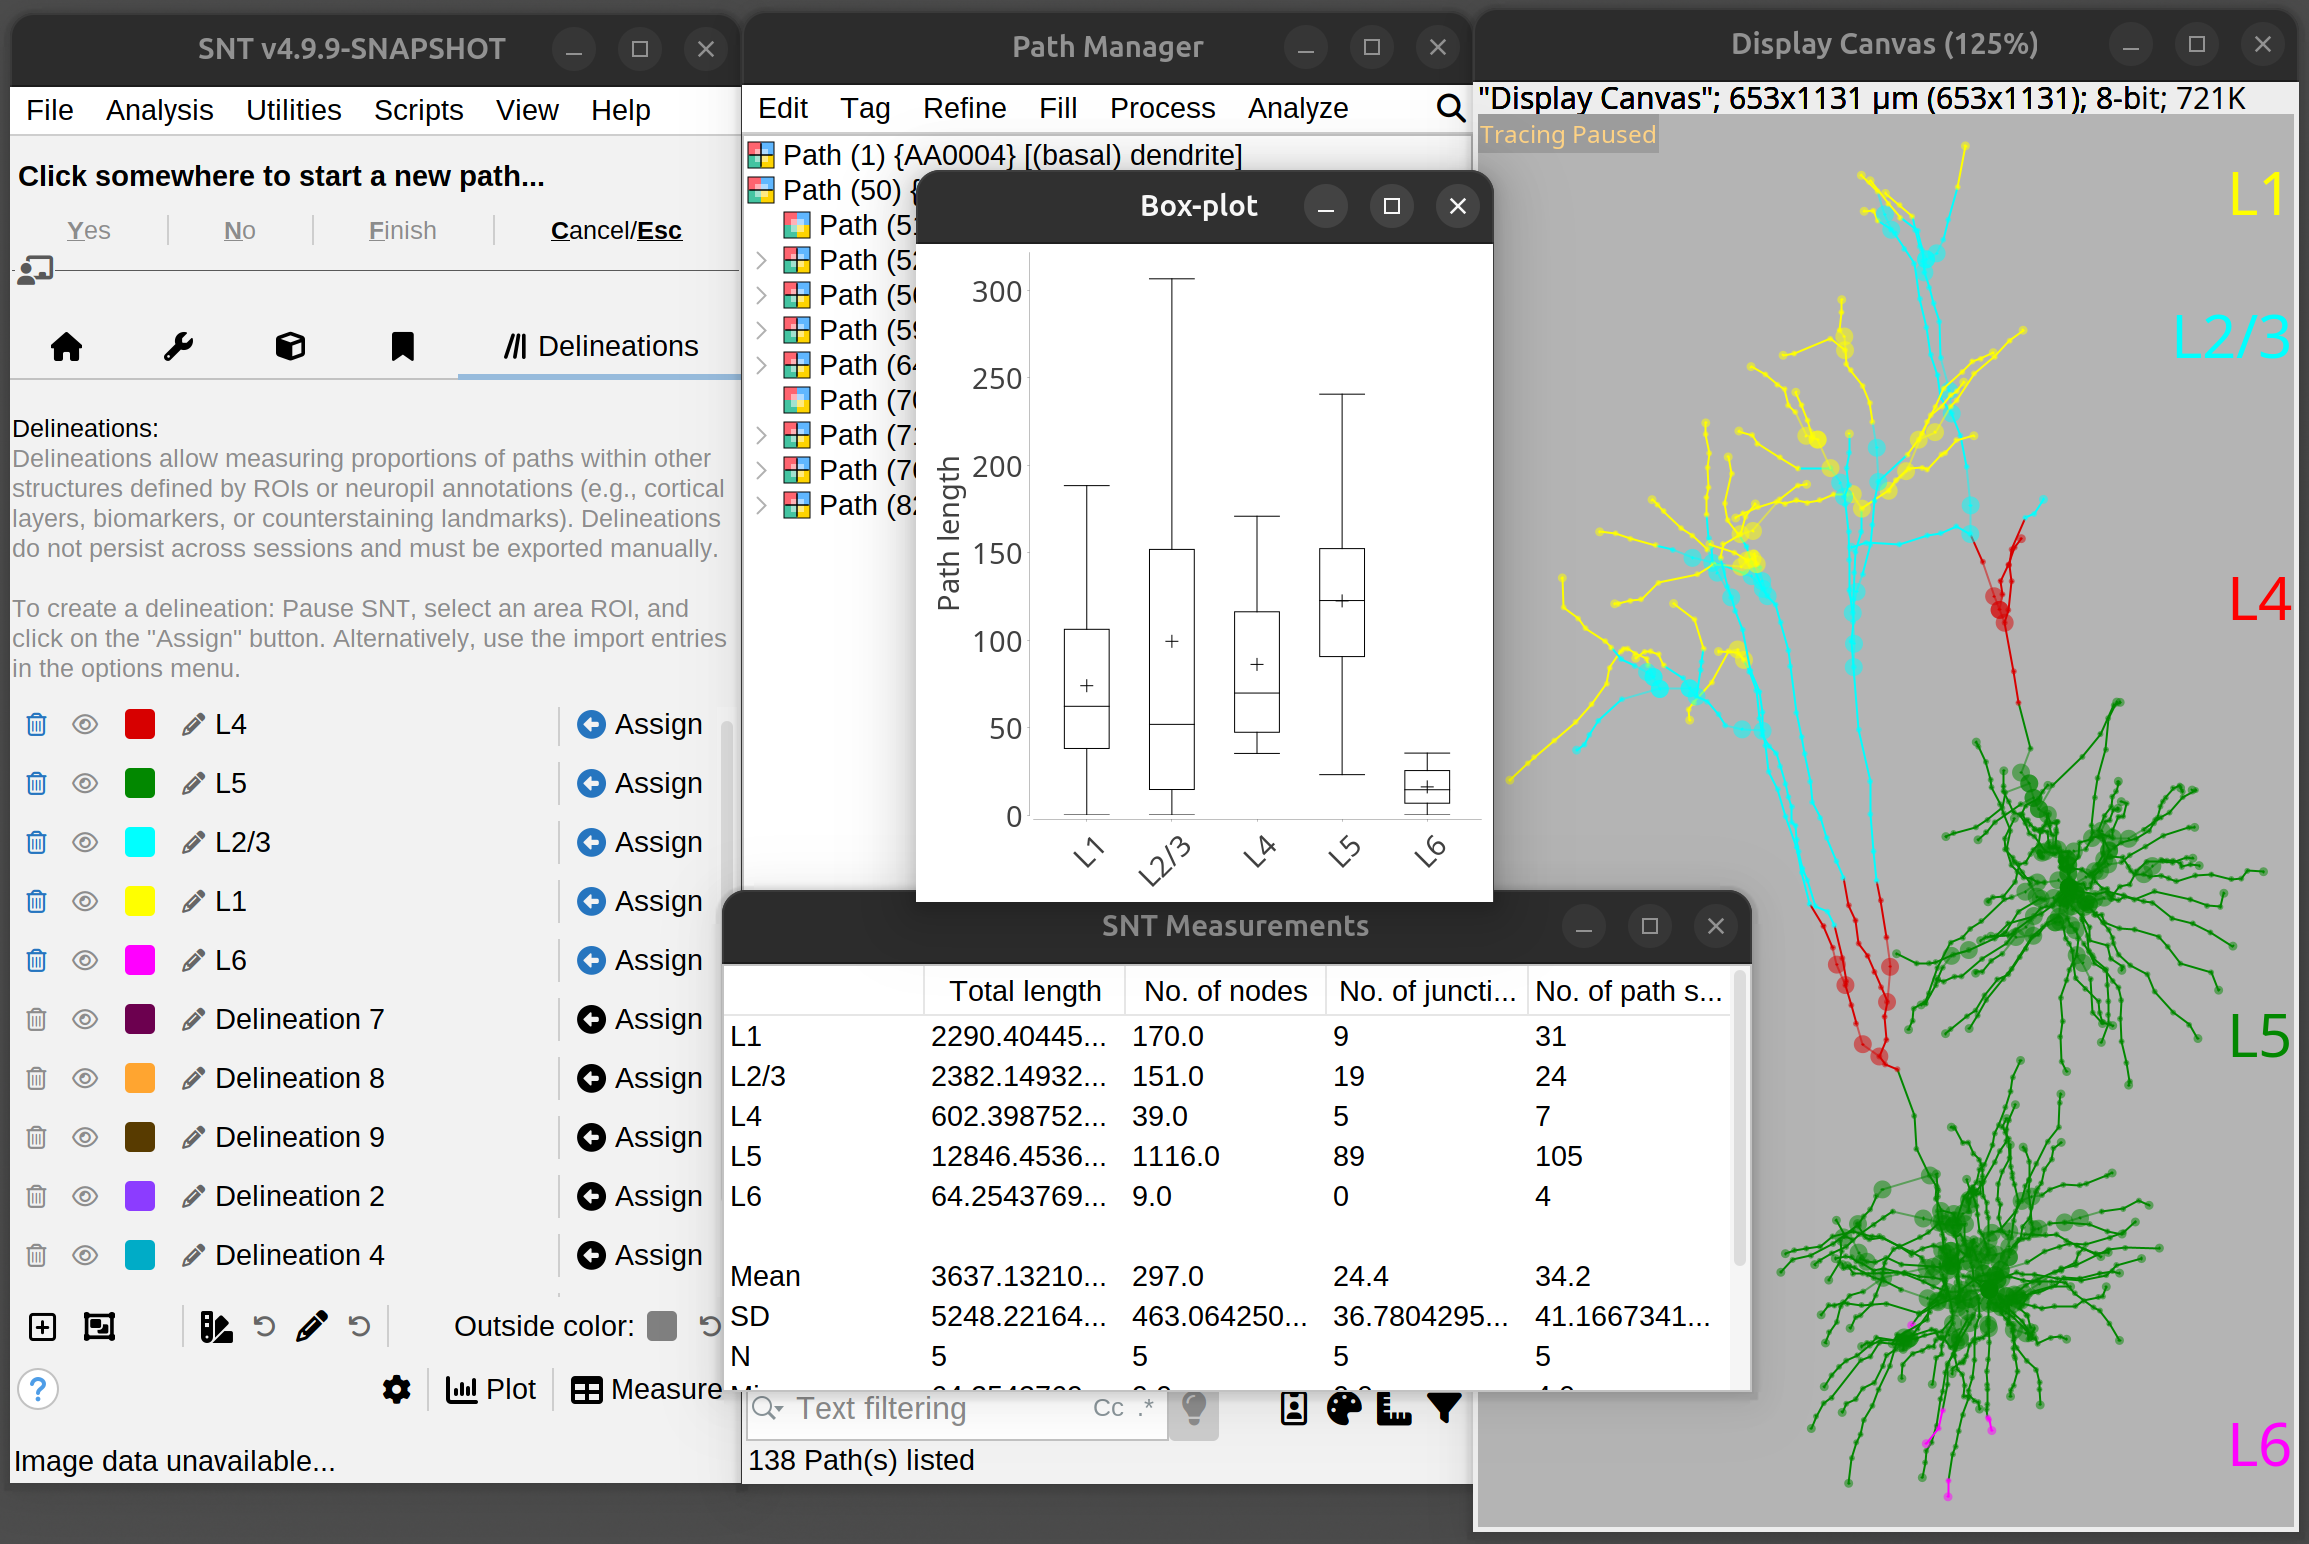 SNT v4.9.9-SNAPSHOT
File Analysis Utilities Scripts View Help
Click somewhere to start a new path...
Yes No Finish Cancel/Esc
Delineations
Delineations:
Delineations allow measuring proportions of paths within other
structures defined by ROIs or neuropil annotations (e.g., cortical
layers, biomarkers, or counterstaining landmarks). Delineations
do not persist across sessions and must be exported manually.
To create a delineation: Pause SNT, select an area ROI, and
click on the "Assign" button. Alternatively, use the import entries
in the options menu.
L4 Assign
L5 Assign
L2/3 Assign
L1 Assign
L6 Assign
Delineation 7 Assign
Delineation 8 Assign
Delineation 9 Assign
Delineation 2 Assign
Delineation 4 Assign
Outside color:
? Plot Measure
Image data unavailable...
Path Manager
Edit Tag Refine Fill Process Analyze
Path (1) {AA0004} [(basal) dendrite]
Path (50) {
Path (51
Path (52
Path (56
Path (59
Path (64
Path (70
Path (71
Path (76
Path (82
Text filtering Cc .*
138 Path(s) listed
Box-plot
Path length
300
250
200
150
100
50
0
L1 L2/3 L4 L5 L6
SNT Measurements
Total length No. of nodes No. of juncti... No. of path s...
L1 2290.40445... 170.0 9 31
L2/3 2382.14932... 151.0 19 24
L4 602.398752... 39.0 5 7
L5 12846.4536... 1116.0 89 105
L6 64.2543769... 9.0 0 4
Mean 3637.13210... 297.0 24.4 34.2
SD 5248.22164... 463.064250... 36.7804295... 41.1667341...
N 5 5 5 5
Display Canvas (125%)
"Display Canvas"; 653x1131 µm (653x1131); 8-bit; 721K
Tracing Paused
L1
L2/3
L4
L5
L6